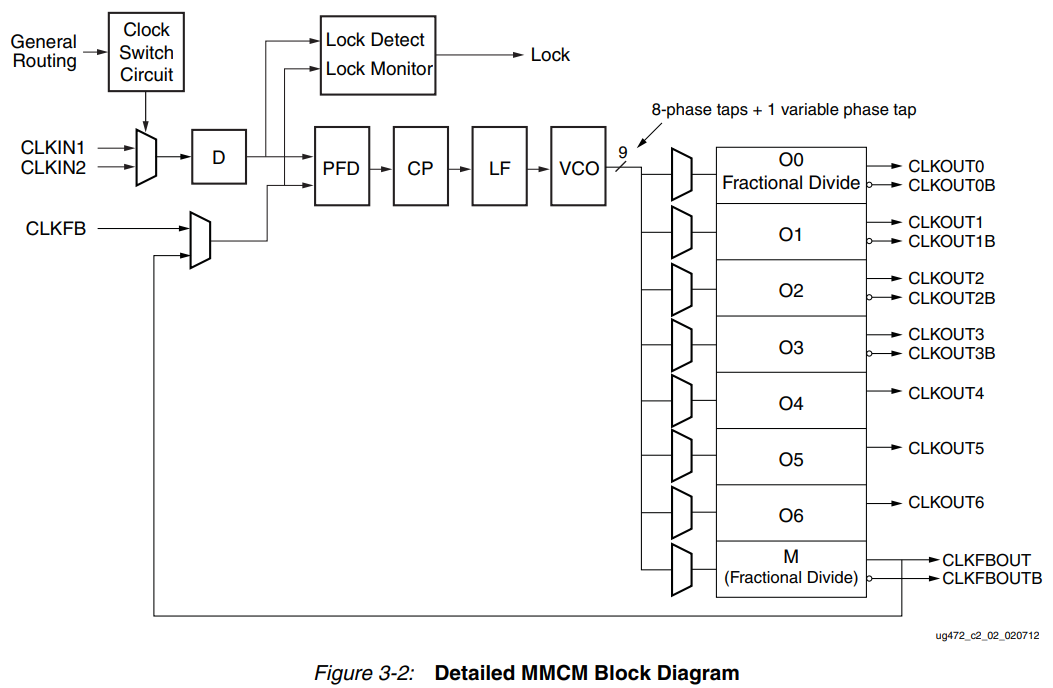 General
Routing
Clock
Switch
Circuit
Lock Detect
Lock Monitor
Lock
8-phase taps + 1 variable phase tap
CLKIN1
CLKIN2
D
PFD
CP
LF
VCO
9
CLKFB
O0
Fractional Divide
CLKOUT0
CLKOUT0B
O1
CLKOUT1
CLKOUT1B
O2
CLKOUT2
CLKOUT2B
O3
CLKOUT3
CLKOUT3B
O4
CLKOUT4
O5
CLKOUT5
O6
CLKOUT6
M
(Fractional Divide)
CLKFBOUT
CLKFBOUTB
ug472_c2_02_020712
Figure 3-2: Detailed MMCM Block Diagram